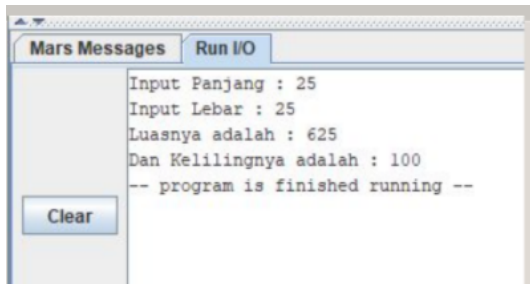 Mars Messages Run I/O
Input Panjang : 25
Input Lebar : 25
Luasnya adalah : 625
Dan Kelilingnya adalah : 100
-- program is finished running --
Clear